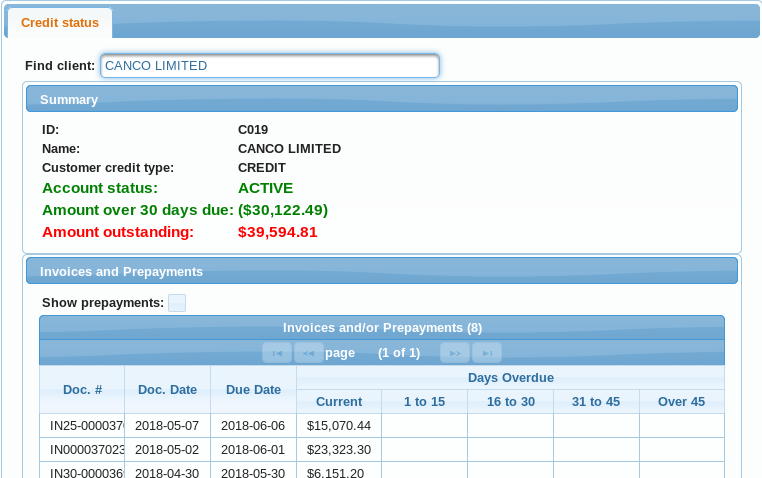 Credit status
Find client: CANCO LIMITED
Summary
ID: C019
Name: CANCO LIMITED
Customer credit type: CREDIT
Account status: ACTIVE
Amount over 30 days due: ($30,122.49)
Amount outstanding: $39,594.81
Invoices and Prepayments
Show prepayments:
Invoices and/or Prepayments (8)
page (1 of 1)
Doc. # Doc. Date Due Date Days Overdue
Current 1 to 15 16 to 30 31 to 45 Over 45
IN25-000037 2018-05-07 2018-06-06 $15,070.44
IN000037023 2018-05-02 2018-06-01 $23,323.30
IN30-000036 2018-04-30 2018-05-30 $6,151.20